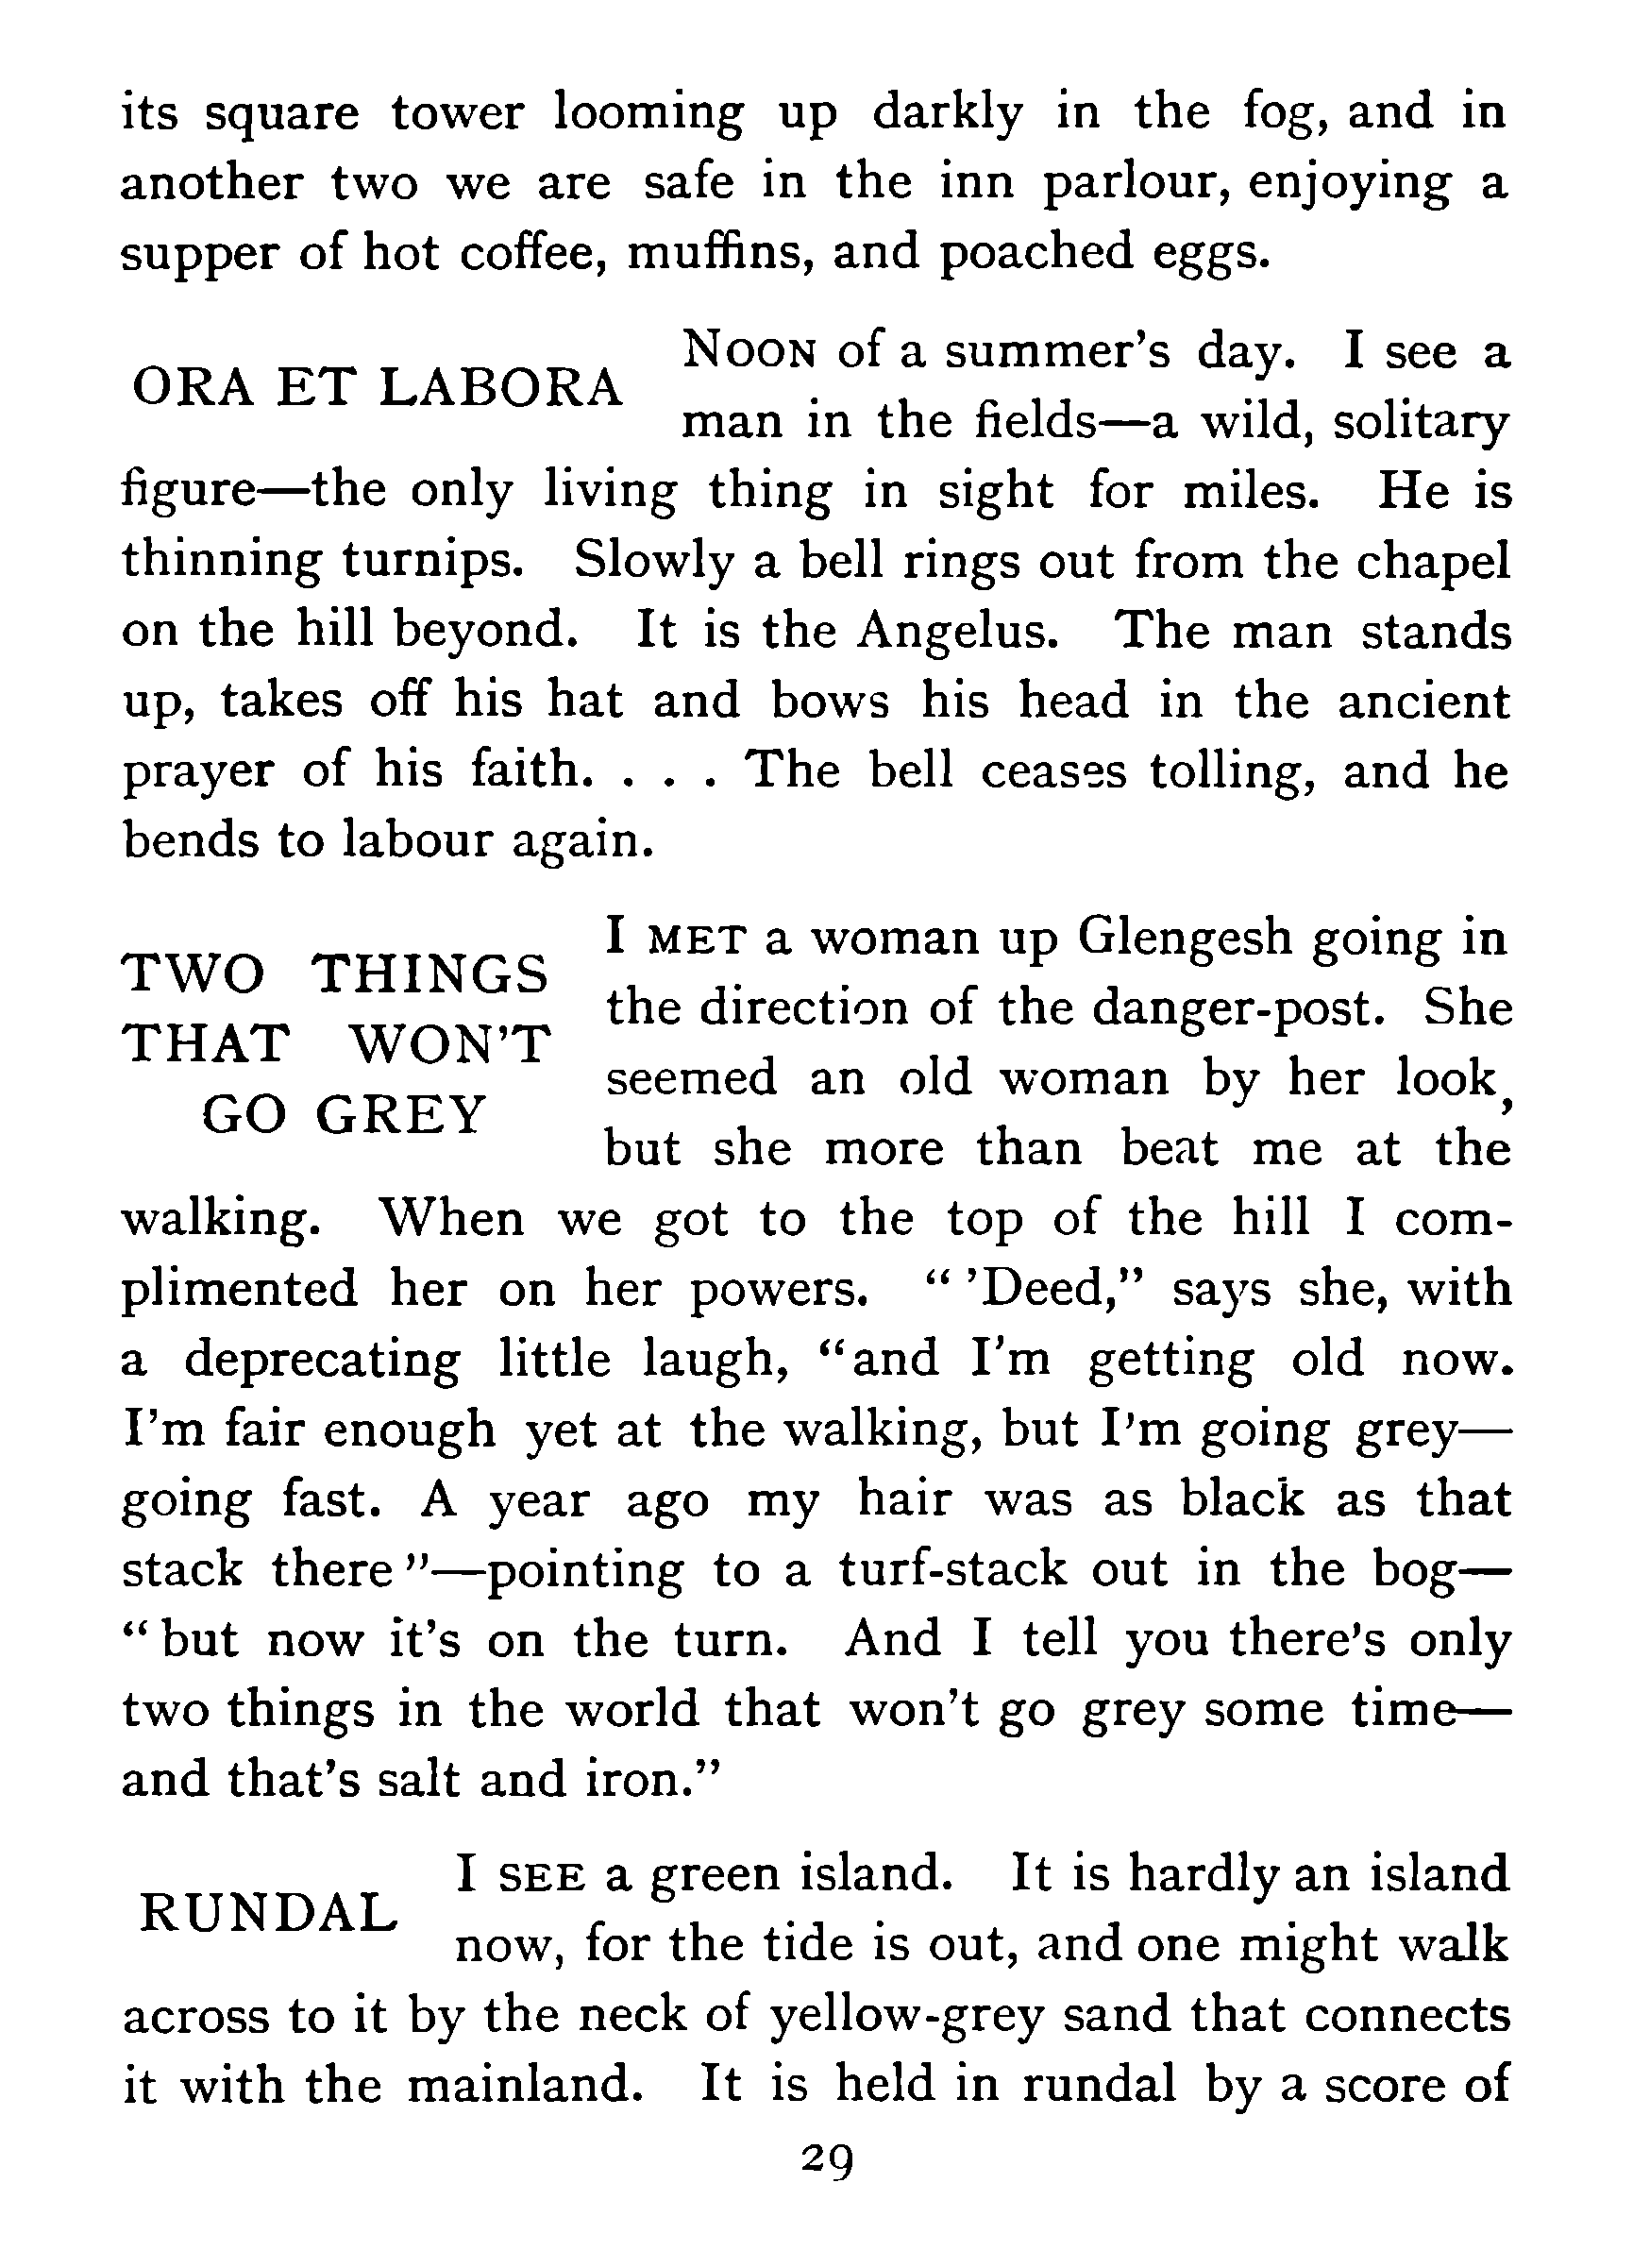 its square tower looming up darkly in the fog, and in
another two we are safe in the inn parlour, enjoying a
supper of hot coffee, muffins, and poached eggs.
ORA ET LABORA
NOON of a summer's day. I see a
man in the fields—a wild, solitary
figure—the only living thing in sight for miles. He is
thinning turnips. Slowly a bell rings out from the chapel
on the hill beyond. It is the Angelus. The man stands
up, takes off his hat and bows his head in the ancient
prayer of his faith. . . . The bell ceases tolling, and he
bends to labour again.
TWO THINGS
THAT WON'T
GO GREY
I MET a woman up Glengesh going in
the direction of the danger-post. She
seemed an old woman by her look,
but she more than beat me at the
walking. When we got to the top of the hill I com-
plimented her on her powers. “ ’Deed,” says she, with
a deprecating little laugh, “and I’m getting old now.
I’m fair enough yet at the walking, but I’m going grey—
going fast. A year ago my hair was as black as that
stack there ”—pointing to a turf-stack out in the bog—
“ but now it’s on the turn. And I tell you there’s only
two things in the world that won’t go grey some time—
and that’s salt and iron.”
RUNDAL
I SEE a green island. It is hardly an island
now, for the tide is out, and one might walk
across to it by the neck of yellow-grey sand that connects
it with the mainland. It is held in rundal by a score of
29